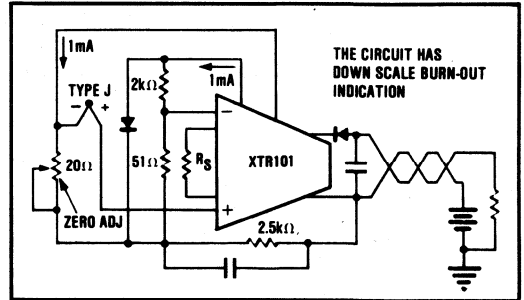 1mA
THE CIRCUIT HAS
DOWN SCALE BURN-OUT
INDICATION
TYPE J
2kΩ
1mA
− +
−
20Ω
51Ω
RS
XTR101
ZERO ADJ
+
2.5kΩ